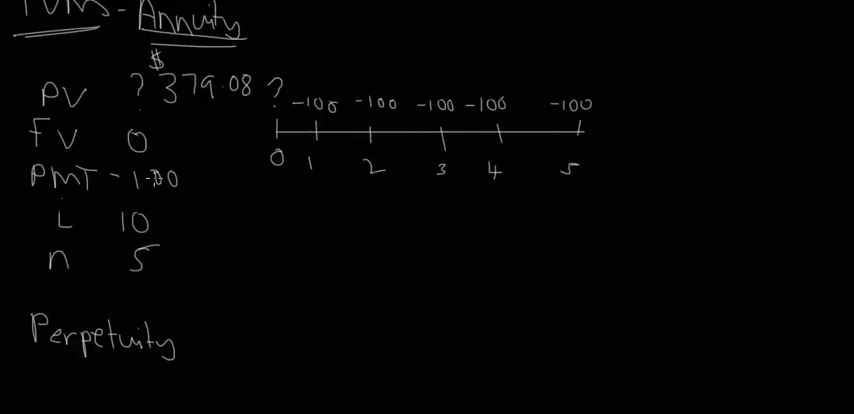 TVM - Annuity
$
PV ? 379.08 ?
-100 -100 -100 -100 -100
FV 0
0 1 2 3 4 5
PMT -100
i 10
n 5
Perpetuity